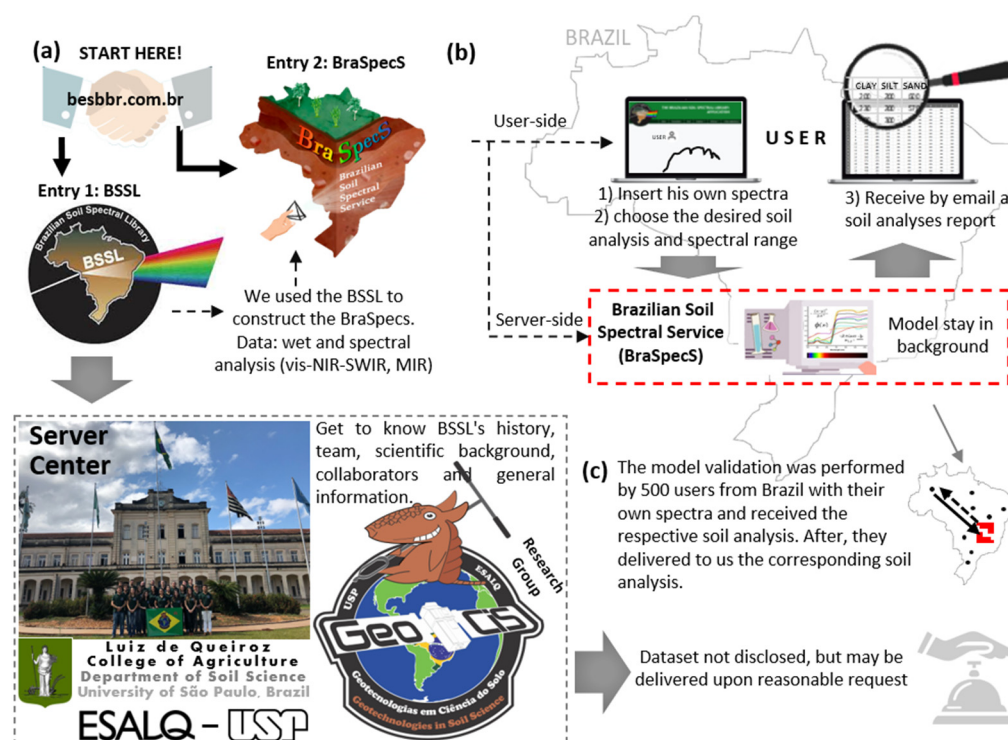 (a)
START HERE!
besbbr.com.br
Entry 1: BSSL
Brazilian Soil Spectral Library
BSSL
Entry 2: BraSpecS
BraSpecS
Brazilian
Soil
Spectral
Service
We used the BSSL to
construct the BraSpecs.
Data: wet and spectral
analysis (vis-NIR-SWIR, MIR)
(b)
BRAZIL
User-side
USER
USER
CLAY SILT SAND
1) Insert his own spectra
2) choose the desired soil
analysis and spectral range
3) Receive by email a
soil analyses report
Server-side
Brazilian Soil
Spectral Service
(BraSpecS)
Model stay in
background
Server
Center
Get to know BSSL's history,
team, scientific background,
collaborators and general
information.
Research
Group
USP
ESALQ
GeoCiS
Geotecnologias em Ciência do Solo
Geotechnologies in Soil Science
Luiz de Queiroz
College of Agriculture
Department of Soil Science
University of São Paulo, Brazil
ESALQ – USP
(c)
The model validation was performed
by 500 users from Brazil with their
own spectra and received the
respective soil analysis. After, they
delivered to us the corresponding soil
analysis.
Dataset not disclosed, but may be
delivered upon reasonable request